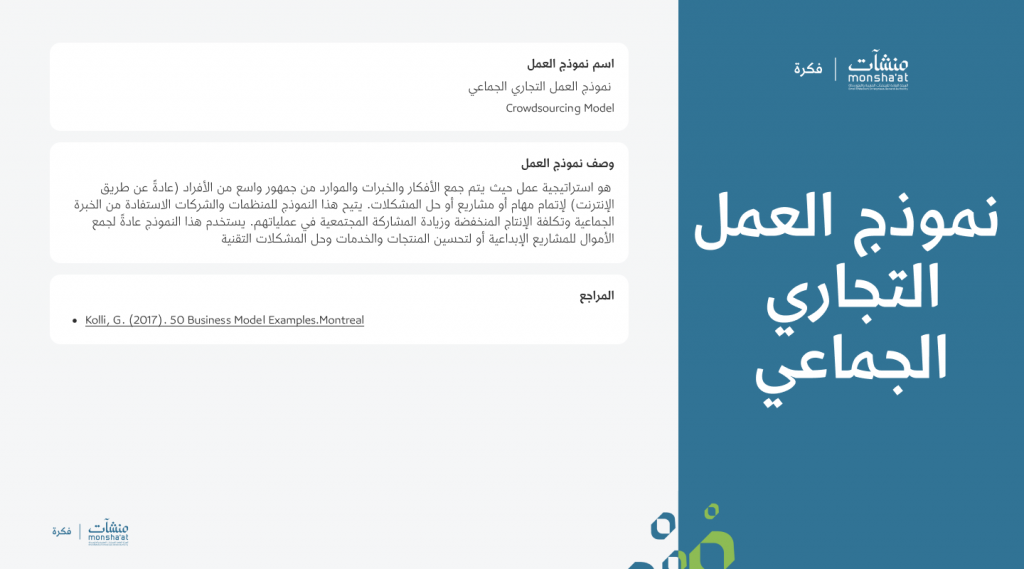 منشآت
monsha'at
فكرة
نموذج العمل
التجاري
الجماعي
اسم نموذج العمل
نموذج العمل التجاري الجماعي
Crowdsourcing Model
وصف نموذج العمل
هو استراتيجية عمل حيث يتم جمع الأفكار والخبرات والموارد من جمهور واسع من الأفراد (عادةً عن طريق
الإنترنت) لإتمام مهام أو مشاريع أو حل المشكلات. يتيح هذا النموذج للمنظمات والشركات الاستفادة من الخبرة
الجماعية وتكلفة الإنتاج المنخفضة وزيادة المشاركة المجتمعية في عملياتهم. يستخدم هذا النموذج عادةً لجمع
الأموال للمشاريع الإبداعية أو لتحسين المنتجات والخدمات وحل المشكلات التقنية
المراجع
• Kolli, G. (2017). 50 Business Model Examples.Montreal
منشآت
monsha'at
فكرة